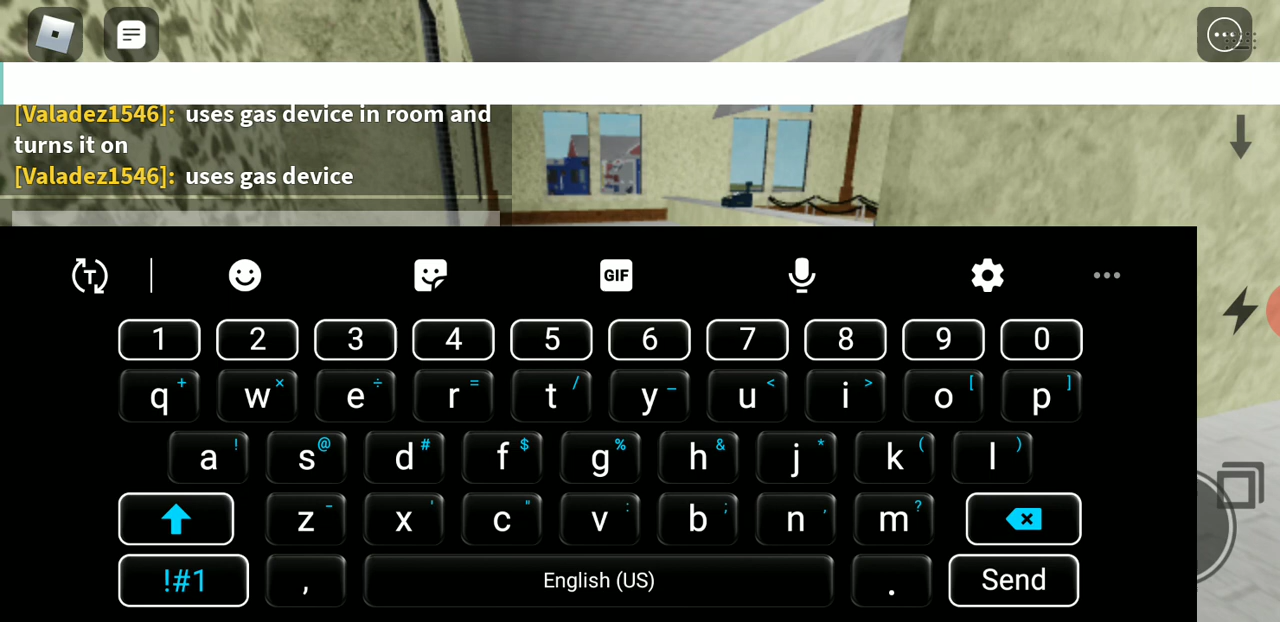 [Valadez1546]: uses gas device in room and
turns it on
[Valadez1546]: uses gas device
T GIF
1 2 3 4 5 6 7 8 9 0
q + w × e ÷ r = t / y _ u < i > o [ p ]
a ! s @ d # f $ g % h & j * k ( l )
z - x ' c " v : b ; n , m ?
!#1 , English (US) . Send